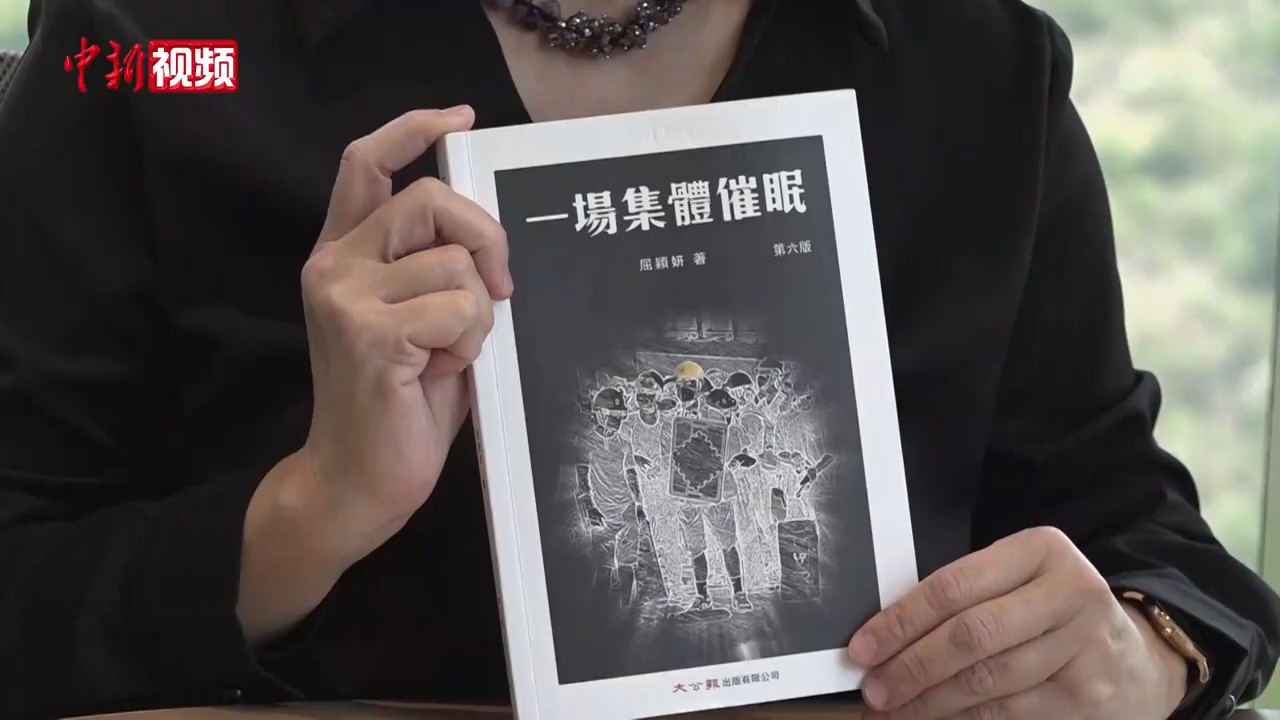 中新视频
一場集體催眠
屈穎妍 著
第六版
大公報出版有限公司